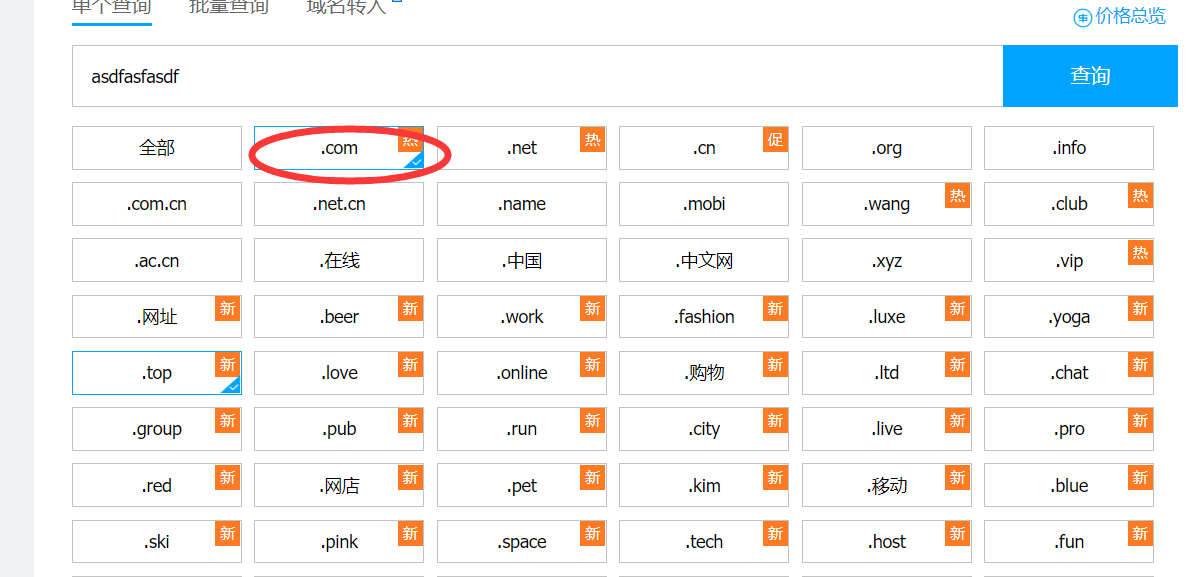 单个查询 批量查询 域名转入
价格总览
asdfasfasdf 查询
全部 .com 热 .net 热 .cn 促 .org .info
.com.cn .net.cn .name .mobi .wang 热 .club 热
.ac.cn .在线 .中国 .中文网 .xyz .vip 热
.网址 新 .beer 新 .work 新 .fashion 新 .luxe 新 .yoga 新
.top 新 .love 新 .online 新 .购物 新 .ltd 新 .chat 新
.group 新 .pub 新 .run 新 .city 新 .live 新 .pro 新
.red 新 .网店 新 .pet 新 .kim 新 .移动 新 .blue 新
.ski 新 .pink 新 .space 新 .tech 新 .host 新 .fun 新